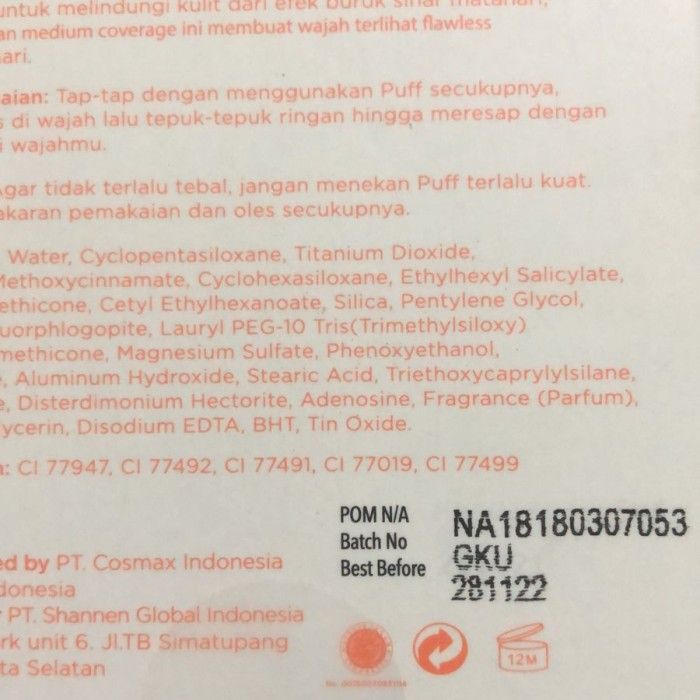 untuk melindungi kulit dari efek buruk sinar matahari,
an medium coverage ini membuat wajah terlihat flawless
ari.
aian: Tap-tap dengan menggunakan Puff secukupnya,
s di wajah lalu tepuk-tepuk ringan hingga meresap dengan
i wajahmu.
Agar tidak terlalu tebal, jangan menekan Puff terlalu kuat.
akaran pemakaian dan oles secukupnya.
Water, Cyclopentasiloxane, Titanium Dioxide,
Methoxycinnamate, Cyclohexasiloxane, Ethylhexyl Salicylate,
ethicone, Cetyl Ethylhexanoate, Silica, Pentylene Glycol,
uorphlogopite, Lauryl PEG-10 Tris(Trimethylsiloxy)
methicone, Magnesium Sulfate, Phenoxyethanol,
e, Aluminum Hydroxide, Stearic Acid, Triethoxycaprylylsilane,
e, Disterdimonium Hectorite, Adenosine, Fragrance (Parfum),
lycerin, Disodium EDTA, BHT, Tin Oxide.
n: CI 77947, CI 77492, CI 77491, CI 77019, CI 77499
POM N/A NA18180307053
Batch No GKU
Best Before 281122
ed by PT. Cosmax Indonesia
donesia
PT. Shannen Global Indonesia
rk unit 6. Jl.TB Simatupang
ta Selatan
12M